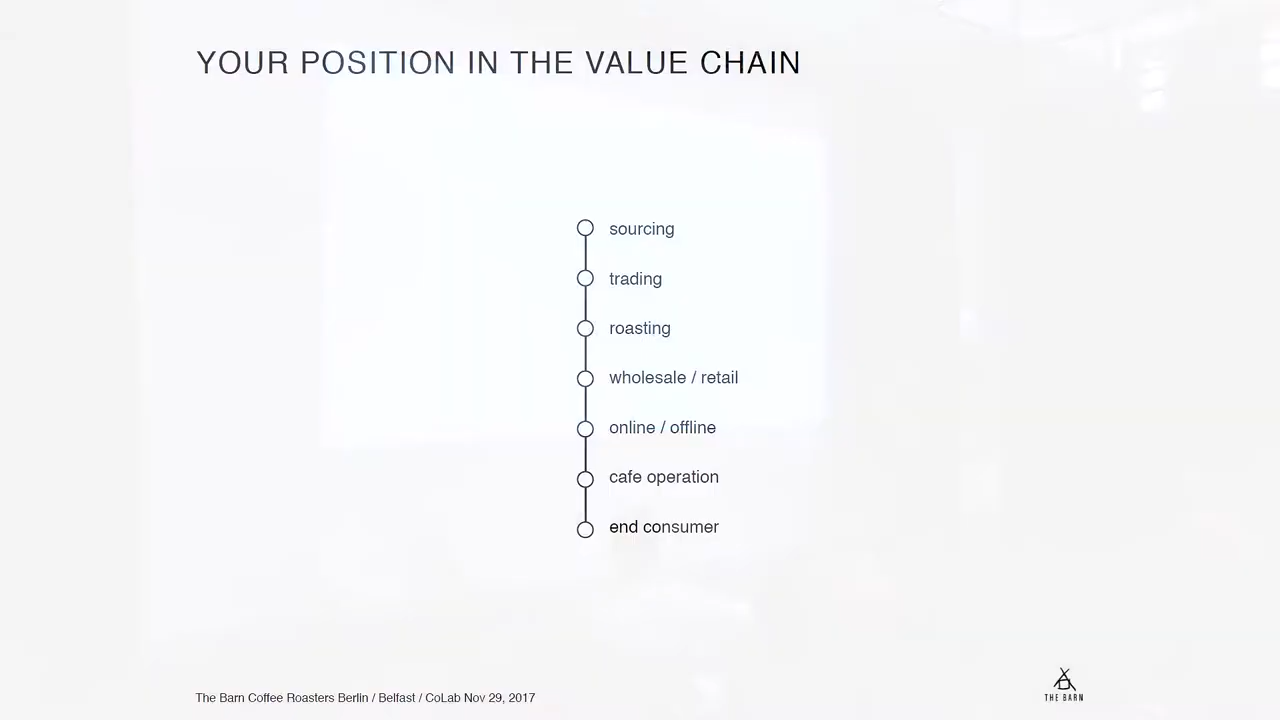 YOUR POSITION IN THE VALUE CHAIN
sourcing
trading
roasting
wholesale / retail
online / offline
cafe operation
end consumer
The Barn Coffee Roasters Berlin / Belfast / CoLab Nov 29, 2017
THE BARN